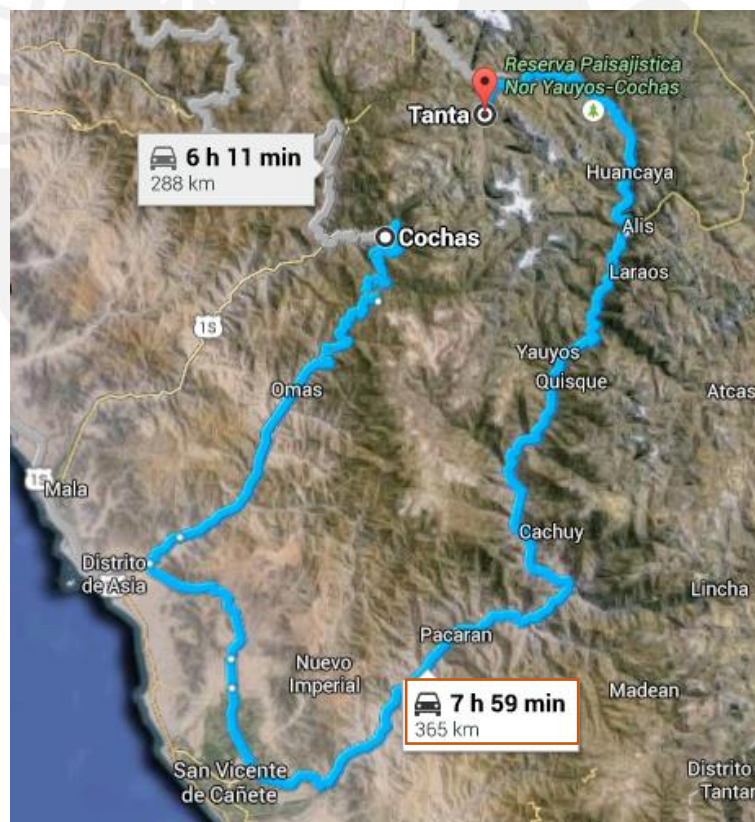 Reserva Paisajística
Nor Yauyos-Cochas
Tanta
6 h 11 min
288 km
Huancaya
Cochas
Alis
Laraos
1S
Yauyos
Quisque
Omas
Atcas
1S
Mala
Cachuy
Distrito
de Asia
Lincha
Pacaran
Nuevo
Imperial
Madean
7 h 59 min
365 km
San Vicente
de Cañete
Distrito
Tantar